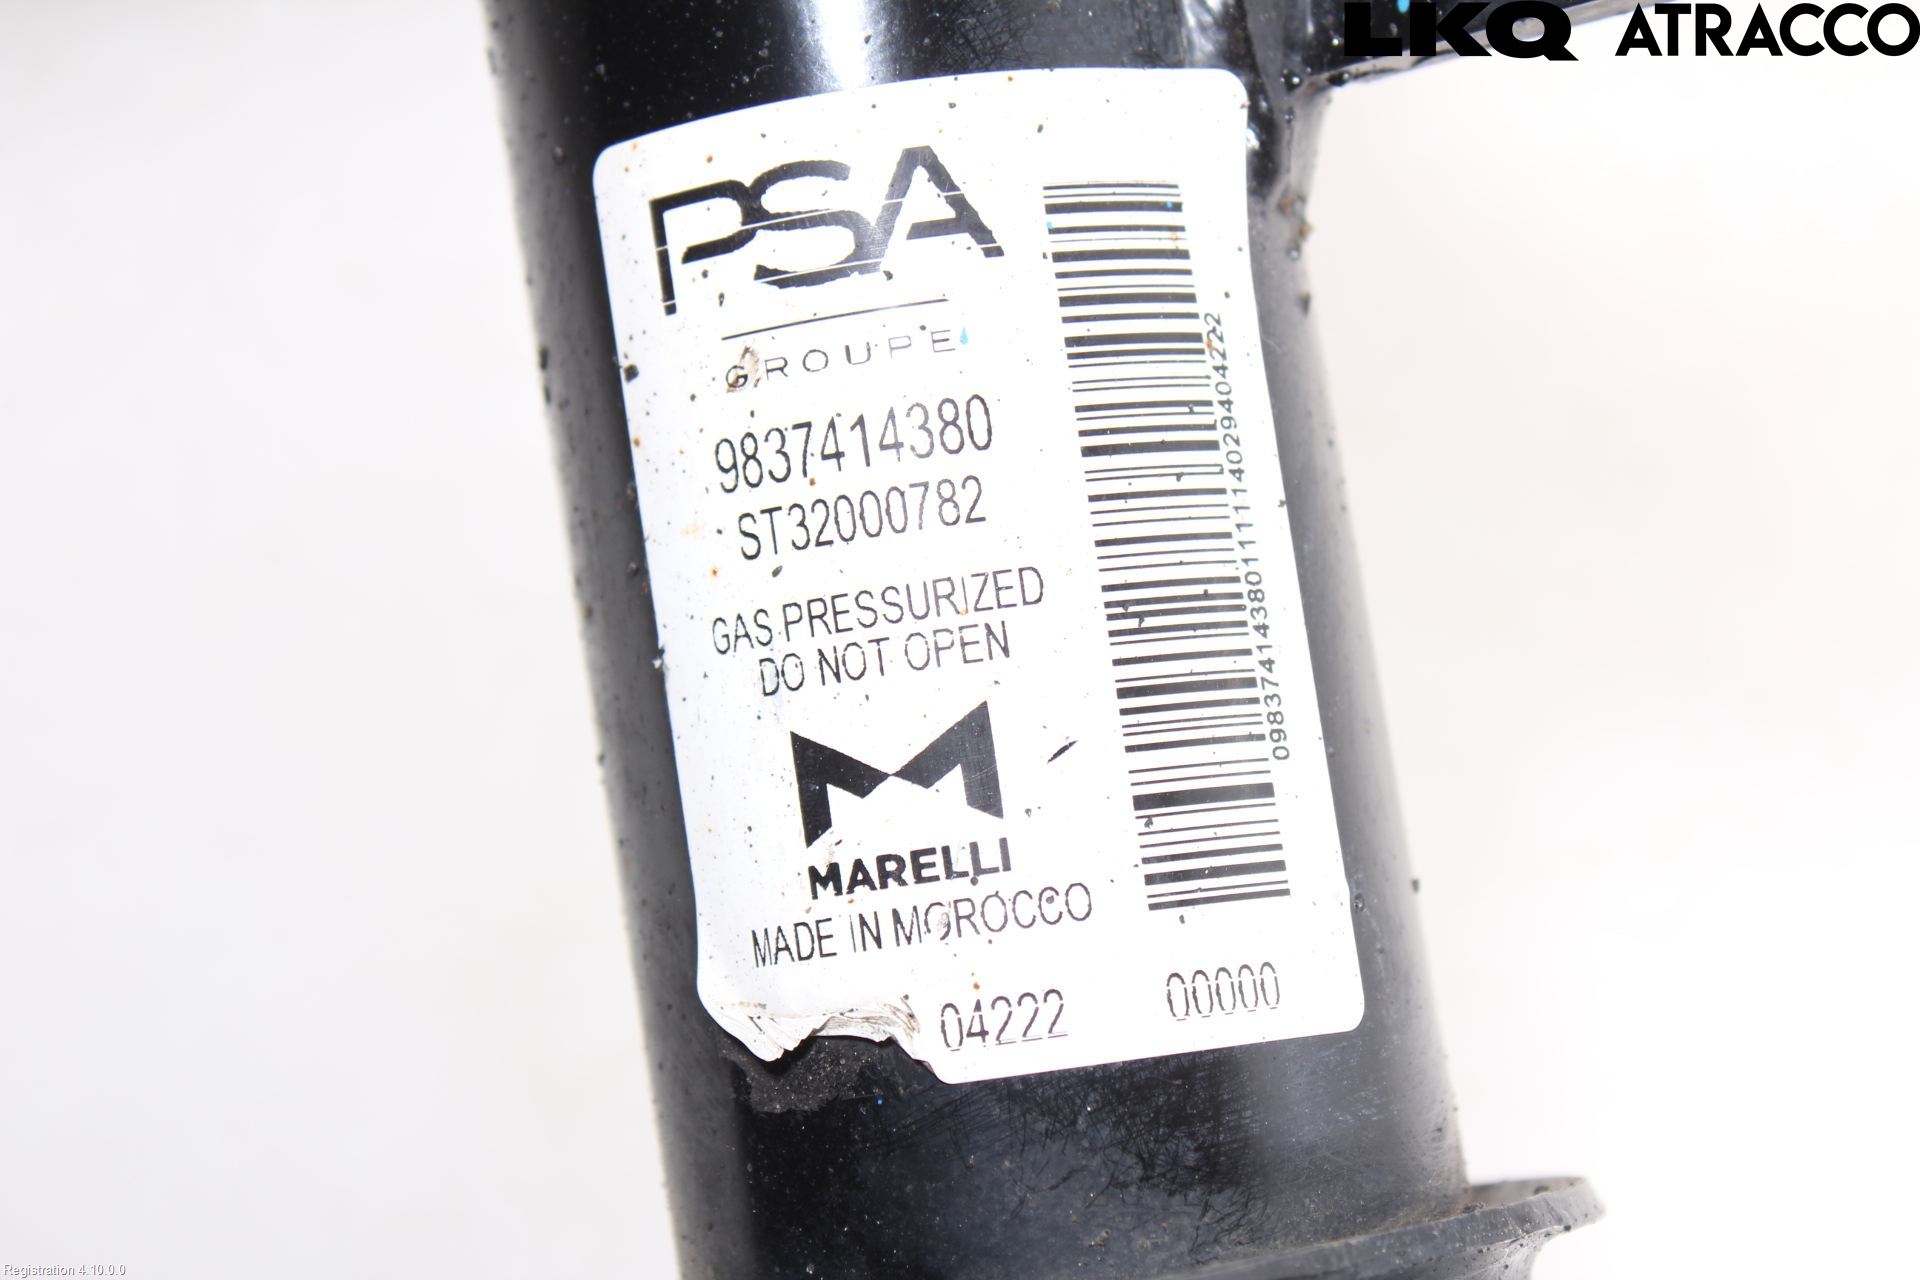 LKQ ATRACCO
PSA
GROUPE
9837414380
ST32000782
GAS PRESSURIZED
DO NOT OPEN
MARELLI
MADE IN MOROCCO
04222 00000
Registration 4.10.0.0